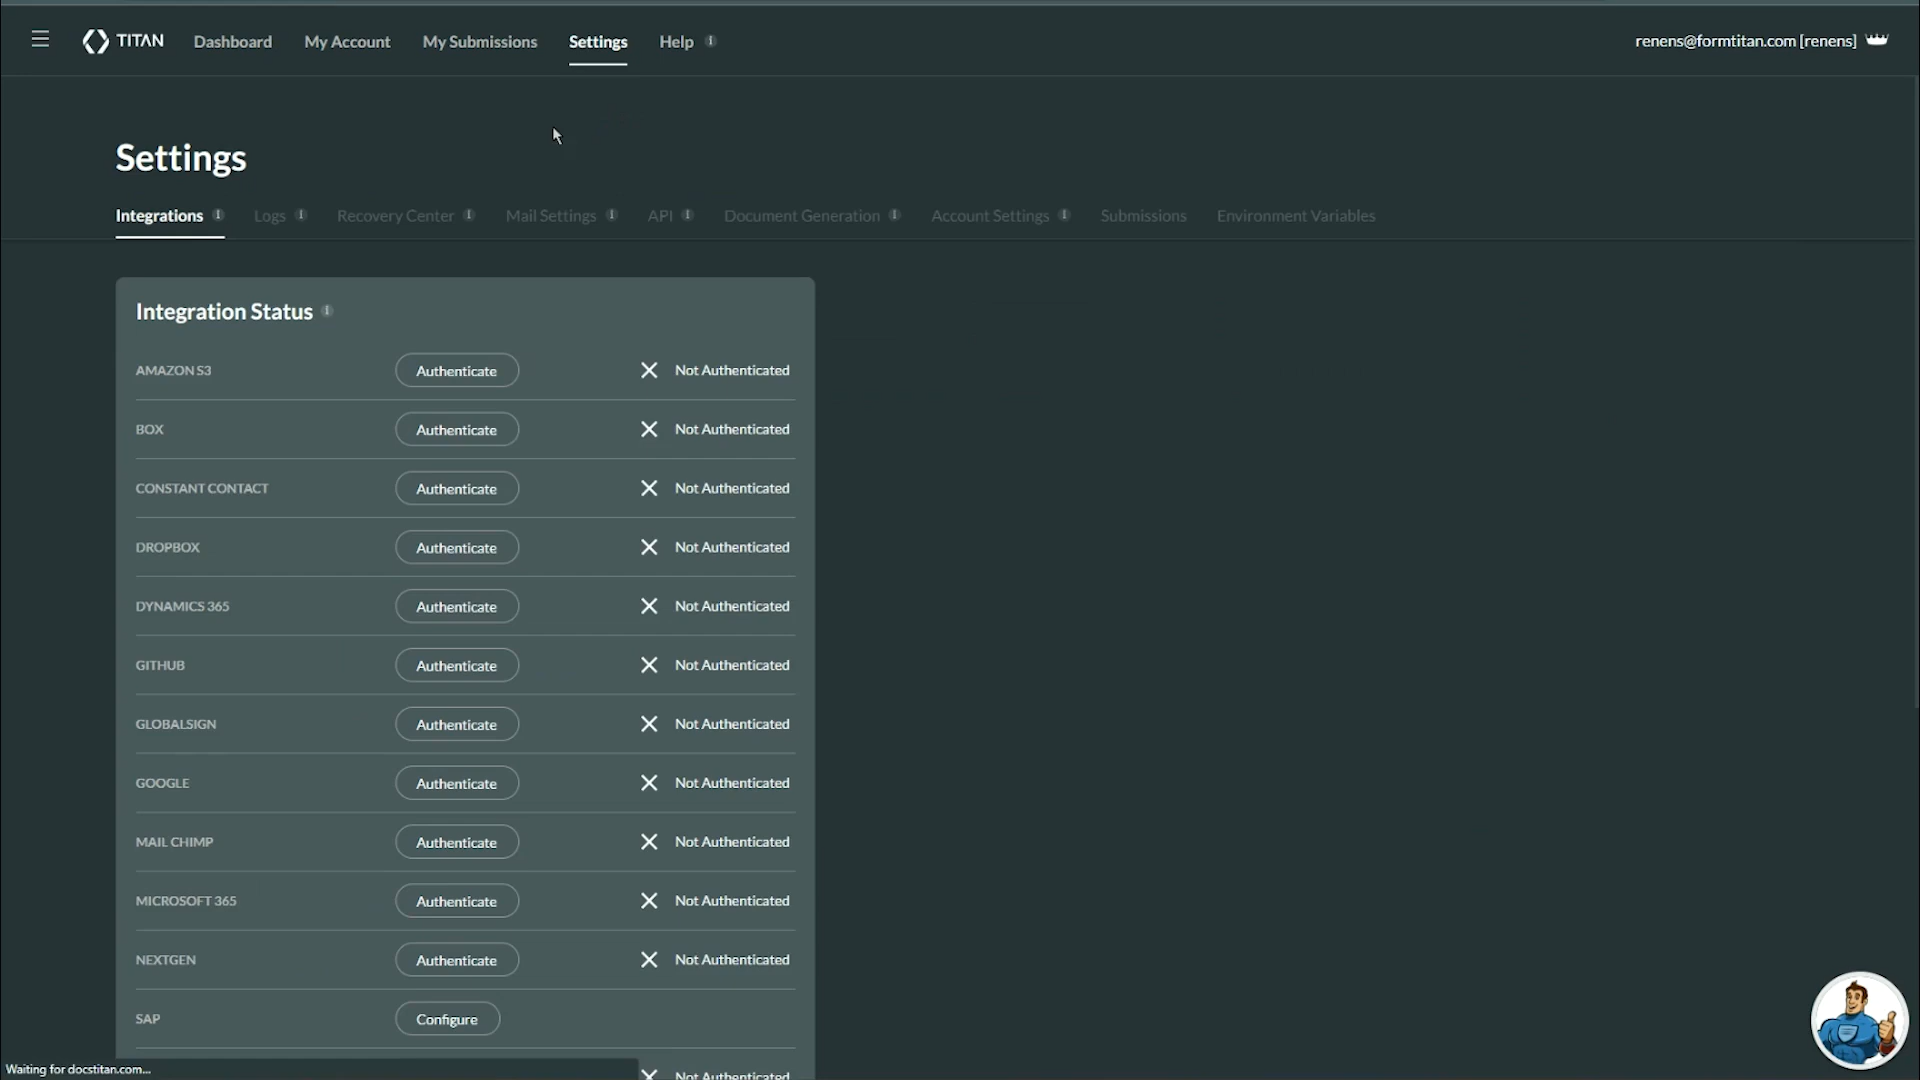 TITAN Dashboard My Account My Submissions Settings Help renens@formtitan.com [renens]
Settings
Integrations Logs Recovery Center Mail Settings API Document Generation Account Settings Submissions Environment Variables
Integration Status
AMAZON S3 Authenticate Not Authenticated
BOX Authenticate Not Authenticated
CONSTANT CONTACT Authenticate Not Authenticated
DROPBOX Authenticate Not Authenticated
DYNAMICS 365 Authenticate Not Authenticated
GITHUB Authenticate Not Authenticated
GLOBALSIGN Authenticate Not Authenticated
GOOGLE Authenticate Not Authenticated
MAIL CHIMP Authenticate Not Authenticated
MICROSOFT 365 Authenticate Not Authenticated
NEXTGEN Authenticate Not Authenticated
SAP Configure
Not Authenticated
Waiting for docstitan.com...